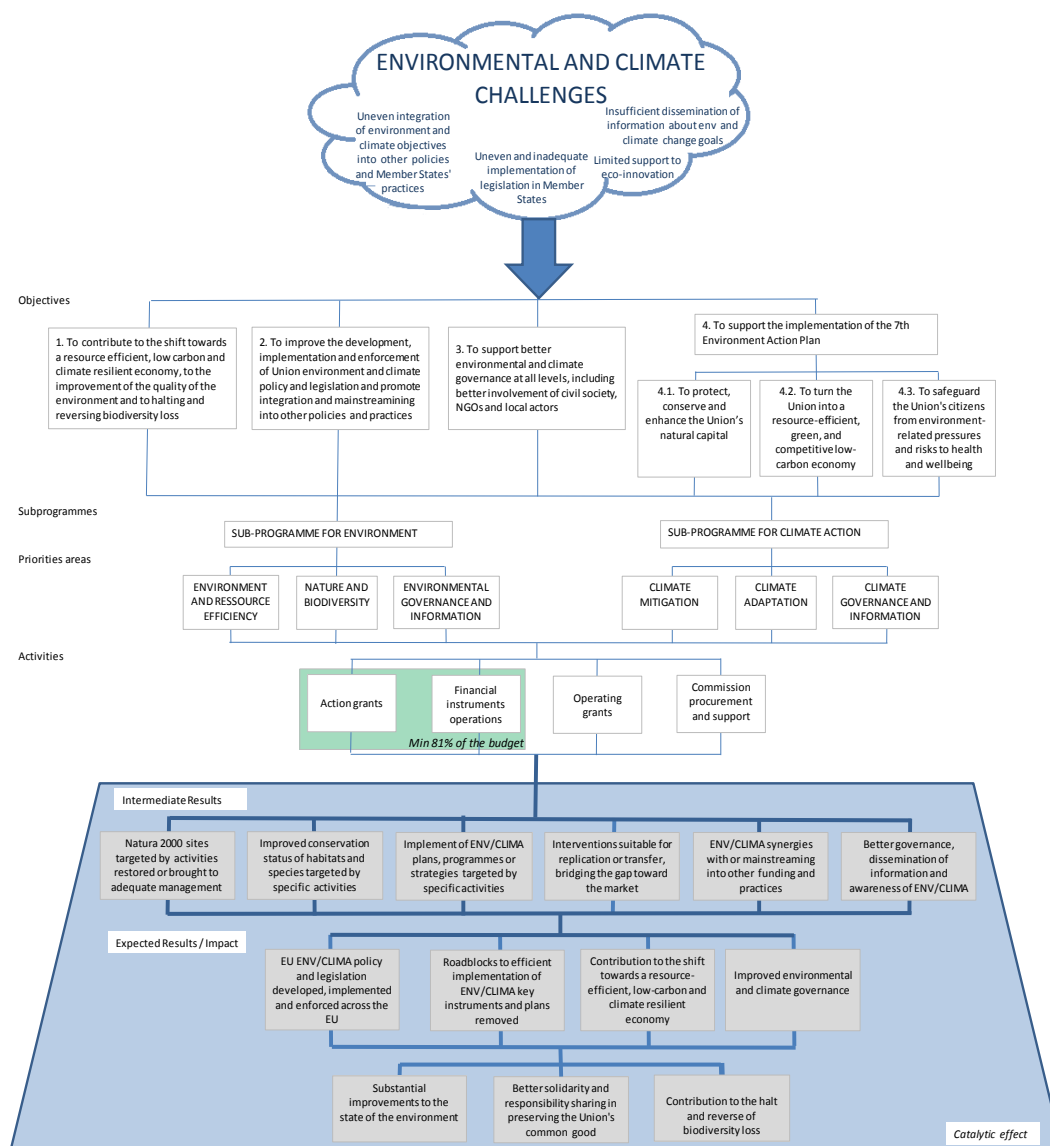 ENVIRONMENTAL AND CLIMATE
CHALLENGES
Uneven integration
of environment and
climate objectives
into other policies
and Member States'
practices
Uneven and inadequate
implementation of
legislation in Member
States
Insufficient dissemination of
information about env and
climate change goals
Limited support to
eco-innovation
Objectives
1. To contribute to the shift towards
a resource efficient, low carbon and
climate resilient economy, to the
improvement of the quality of the
environment and to halting and
reversing biodiversity loss
2. To improve the development,
implementation and enforcement
of Union environment and climate
policy and legislation and promote
integration and mainstreaming
into other policies and practices
3. To support better
environmental and climate
governance at all levels, including
better involvement of civil society,
NGOs and local actors
4. To support the implementation of the 7th
Environment Action Plan
4.1. To protect,
conserve and
enhance the Union's
natural capital
4.2. To turn the
Union into a
resource-efficient,
green, and
competitive low-
carbon economy
4.3. To safeguard
the Union's citizens
from environment-
related pressures
and risks to health
and wellbeing
Subprogrammes
SUB-PROGRAMME FOR ENVIRONMENT
SUB-PROGRAMME FOR CLIMATE ACTION
Priorities areas
ENVIRONMENT
AND RESSOURCE
EFFICIENCY
NATURE AND
BIODIVERSITY
ENVIRONMENTAL
GOVERNANCE AND
INFORMATION
CLIMATE
MITIGATION
CLIMATE
ADAPTATION
CLIMATE
GOVERNANCE AND
INFORMATION
Activities
Action grants
Financial
instruments
operations
Operating
grants
Commission
procurement
and support
Min 81% of the budget
Intermediate Results
Natura 2000 sites
targeted by activities
restored or brought to
adequate management
Improved conservation
status of habitats and
species targeted by
specific activities
Implement of ENV/CLIMA
plans, programmes or
strategies targeted by
specific activities
Interventions suitable for
replication or transfer,
bridging the gap toward
the market
ENV/CLIMA synergies
with or mainstreaming
into other funding and
practices
Better governance,
dissemination of
information and
awareness of ENV/CLIMA
Expected Results / Impact
EU ENV/CLIMA policy
and legislation
developed, implemented
and enforced across the
EU
Roadblocks to efficient
implementation of
ENV/CLIMA key
instruments and plans
removed
Contribution to the shift
towards a resource-
efficient, low-carbon and
climate resilient
economy
Improved environmental
and climate governance
Substantial
improvements to the
state of the environment
Better solidarity and
responsibility sharing in
preserving the Union's
common good
Contribution to the halt
and reverse of
biodiversity loss
Catalytic effect